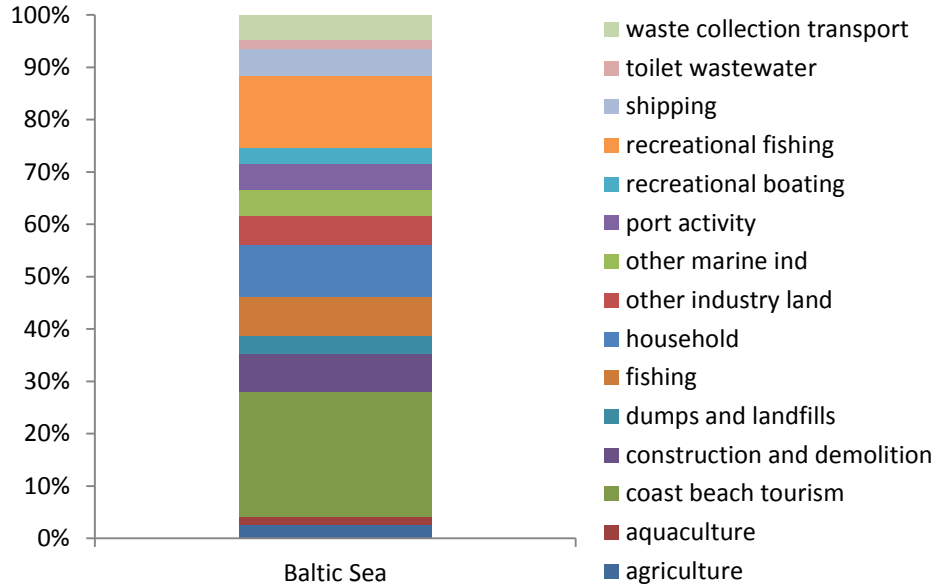 100%
90%
80%
70%
60%
50%
40%
30%
20%
10%
0%
Baltic Sea
waste collection transport
toilet wastewater
shipping
recreational fishing
recreational boating
port activity
other marine ind
other industry land
household
fishing
dumps and landfills
construction and demolition
coast beach tourism
aquaculture
agriculture